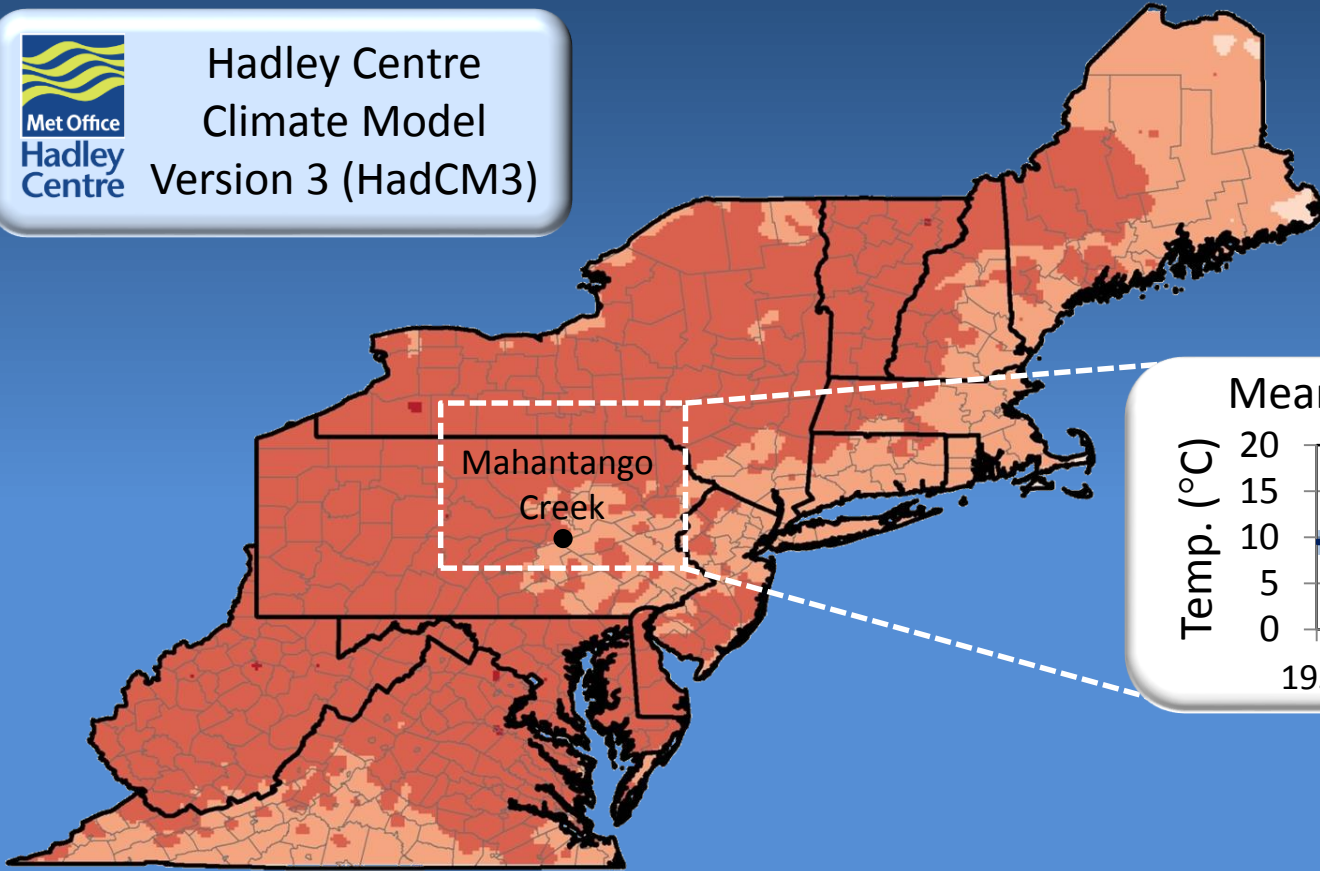 Met Office
Hadley
Centre
Hadley Centre
Climate Model
Version 3 (HadCM3)
Mahantango
Creek
Temp. (°C)
20
15
10
5
0